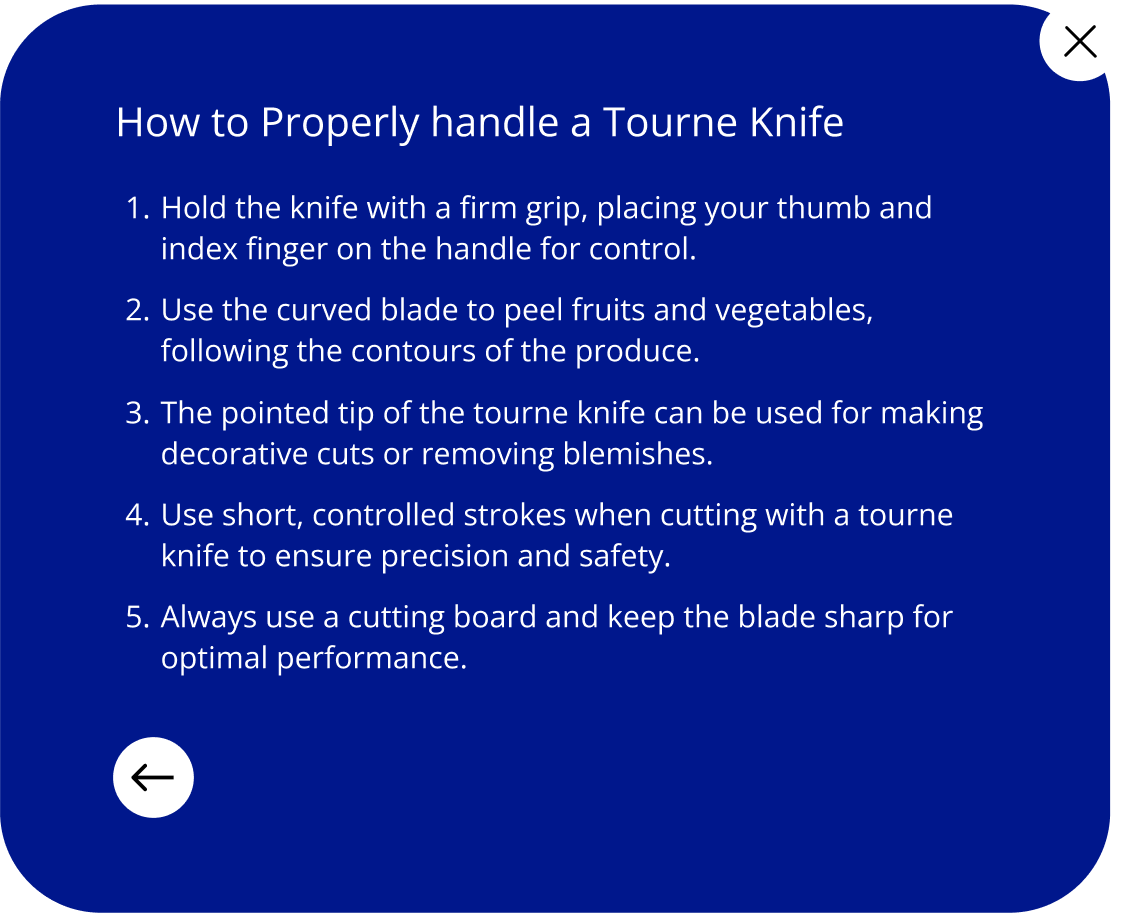 How to Properly handle a Tourne Knife
1. Hold the knife with a firm grip, placing your thumb and
index finger on the handle for control.
2. Use the curved blade to peel fruits and vegetables,
following the contours of the produce.
3. The pointed tip of the tourne knife can be used for making
decorative cuts or removing blemishes.
4. Use short, controlled strokes when cutting with a tourne
knife to ensure precision and safety.
5. Always use a cutting board and keep the blade sharp for
optimal performance.